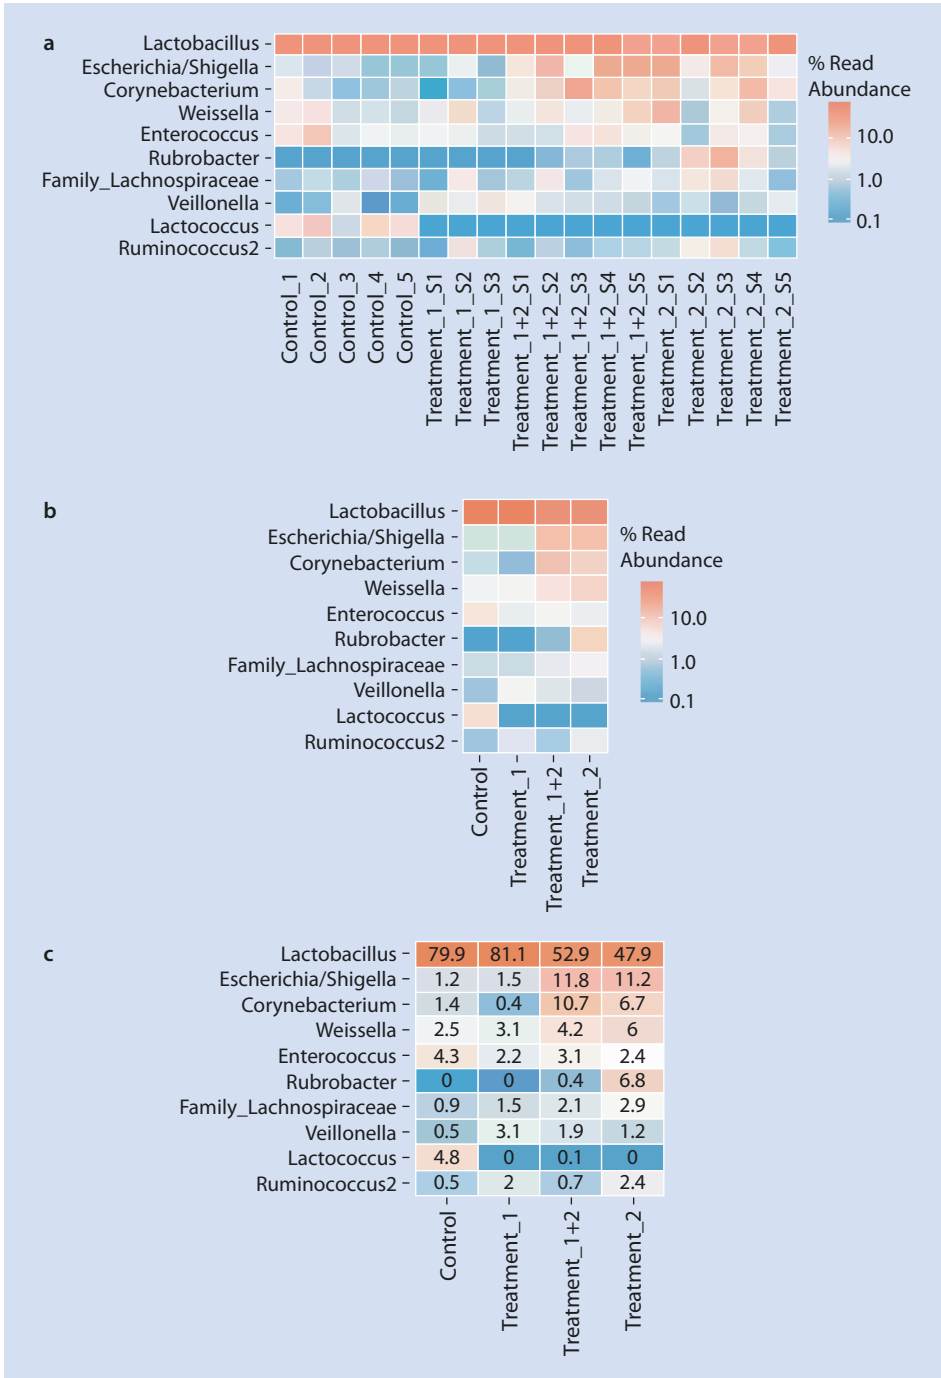 a
Lactobacillus
Escherichia/Shigella
Corynebacterium
Weissella
Enterococcus
Rubrobacter
Family_Lachnospiraceae
Veillonella
Lactococcus
Ruminococcus2
% Read
Abundance
10.0
1.0
0.1
Control_1
Control_2
Control_3
Control_4
Control_5
Treatment_1_S1
Treatment_1_S2
Treatment_1_S3
Treatment_1+2_S1
Treatment_1+2_S2
Treatment_1+2_S3
Treatment_1+2_S4
Treatment_1+2_S5
Treatment_2_S1
Treatment_2_S2
Treatment_2_S3
Treatment_2_S4
Treatment_2_S5
b
Lactobacillus
Escherichia/Shigella
Corynebacterium
Weissella
Enterococcus
Rubrobacter
Family_Lachnospiraceae
Veillonella
Lactococcus
Ruminococcus2
% Read
Abundance
10.0
1.0
0.1
Control
Treatment_1
Treatment_1+2
Treatment_2
c
Lactobacillus 79.9 81.1 52.9 47.9
Escherichia/Shigella 1.2 1.5 11.8 11.2
Corynebacterium 1.4 0.4 10.7 6.7
Weissella 2.5 3.1 4.2 6
Enterococcus 4.3 2.2 3.1 2.4
Rubrobacter 0 0 0.4 6.8
Family_Lachnospiraceae 0.9 1.5 2.1 2.9
Veillonella 0.5 3.1 1.9 1.2
Lactococcus 4.8 0 0.1 0
Ruminococcus2 0.5 2 0.7 2.4
Control
Treatment_1
Treatment_1+2
Treatment_2